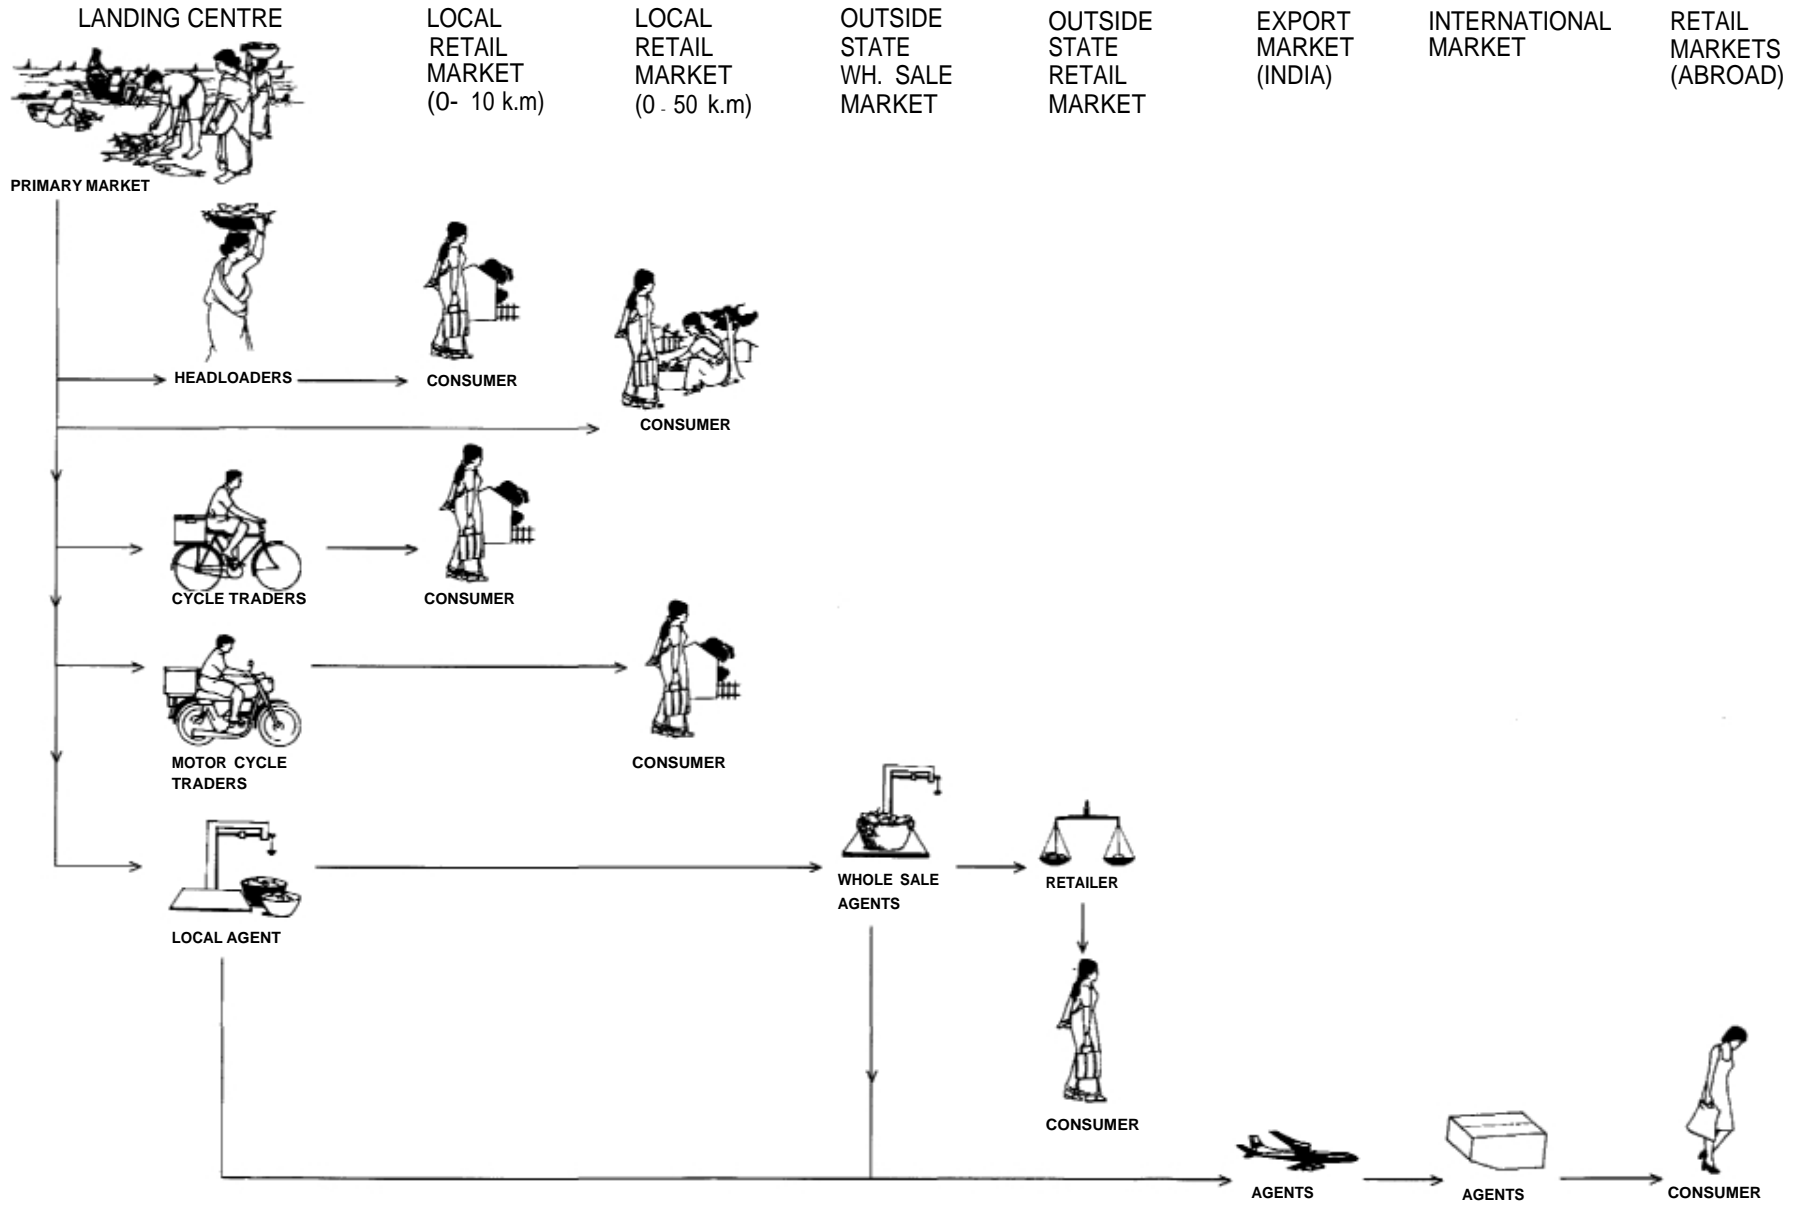 LANDING CENTRE
LOCAL
RETAIL
MARKET
(0- 10 k.m)
LOCAL
RETAIL
MARKET
(0 - 50 k.m)
OUTSIDE
STATE
WH. SALE
MARKET
OUTSIDE
STATE
RETAIL
MARKET
EXPORT
MARKET
(INDIA)
INTERNATIONAL
MARKET
RETAIL
MARKETS
(ABROAD)
PRIMARY MARKET
HEADLOADERS
CONSUMER
CONSUMER
CYCLE TRADERS
CONSUMER
MOTOR CYCLE
TRADERS
CONSUMER
LOCAL AGENT
WHOLE SALE
AGENTS
RETAILER
CONSUMER
AGENTS
AGENTS
CONSUMER